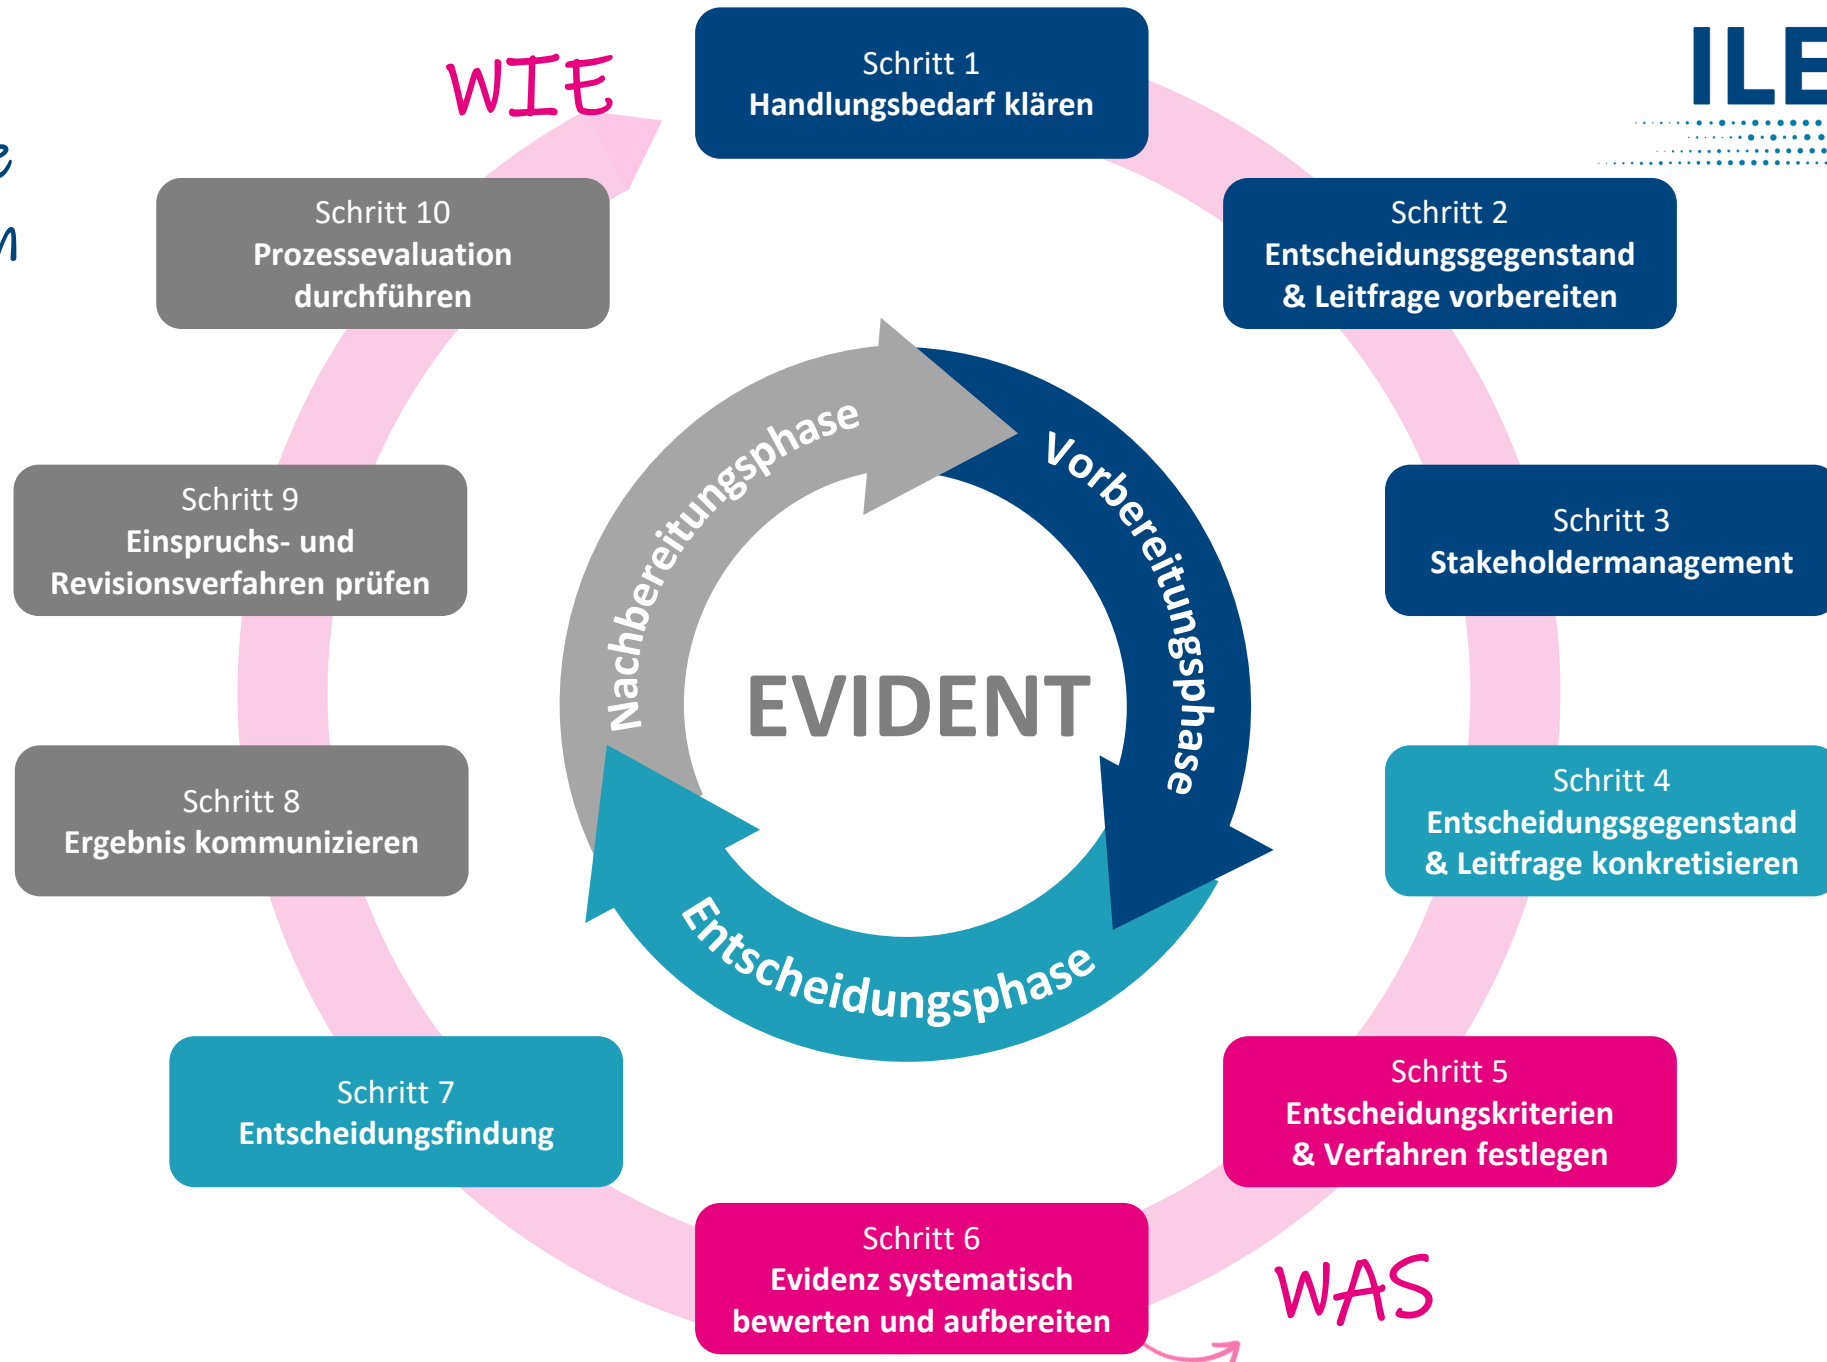 WIE
ILE
Schritt 1
Handlungsbedarf klären
Schritt 2
Entscheidungsgegenstand
& Leitfrage vorbereiten
Schritt 3
Stakeholdermanagement
Schritt 4
Entscheidungsgegenstand
& Leitfrage konkretisieren
Schritt 5
Entscheidungskriterien
& Verfahren festlegen
WAS
Schritt 6
Evidenz systematisch
bewerten und aufbereiten
Schritt 7
Entscheidungsfindung
Schritt 8
Ergebnis kommunizieren
Schritt 9
Einspruchs- und
Revisionsverfahren prüfen
Schritt 10
Prozessevaluation
durchführen
Vorbereitungsphase
Entscheidungsphase
Nachbereitungsphase
EVIDENT